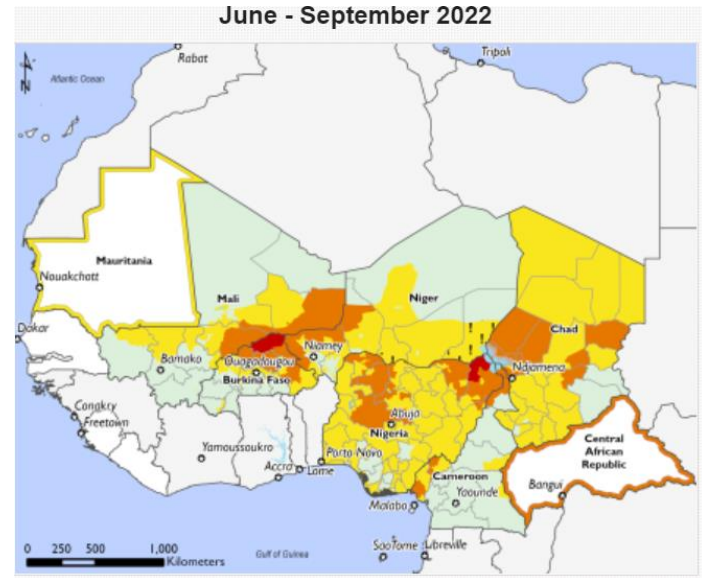 June - September 2022
N
Rabat
Tripoli
Atlantic Ocean
Mauritania
Nouakchott
Mali
Niger
Chad
Dakar
Niamey
Bamako
Ouagadougou
Ndjamena
Burkina Faso
Conakry
Freetown
Abuja
Nigeria
Yamoussoukro
Porto-Novo
Accra
Lome
Central
African
Republic
Cameroon
Yaounde
Bangui
Malabo
SaoTome
Libreville
Gulf of Guinea
0 250 500 1,000
Kilometers
! ! ! ! ! !